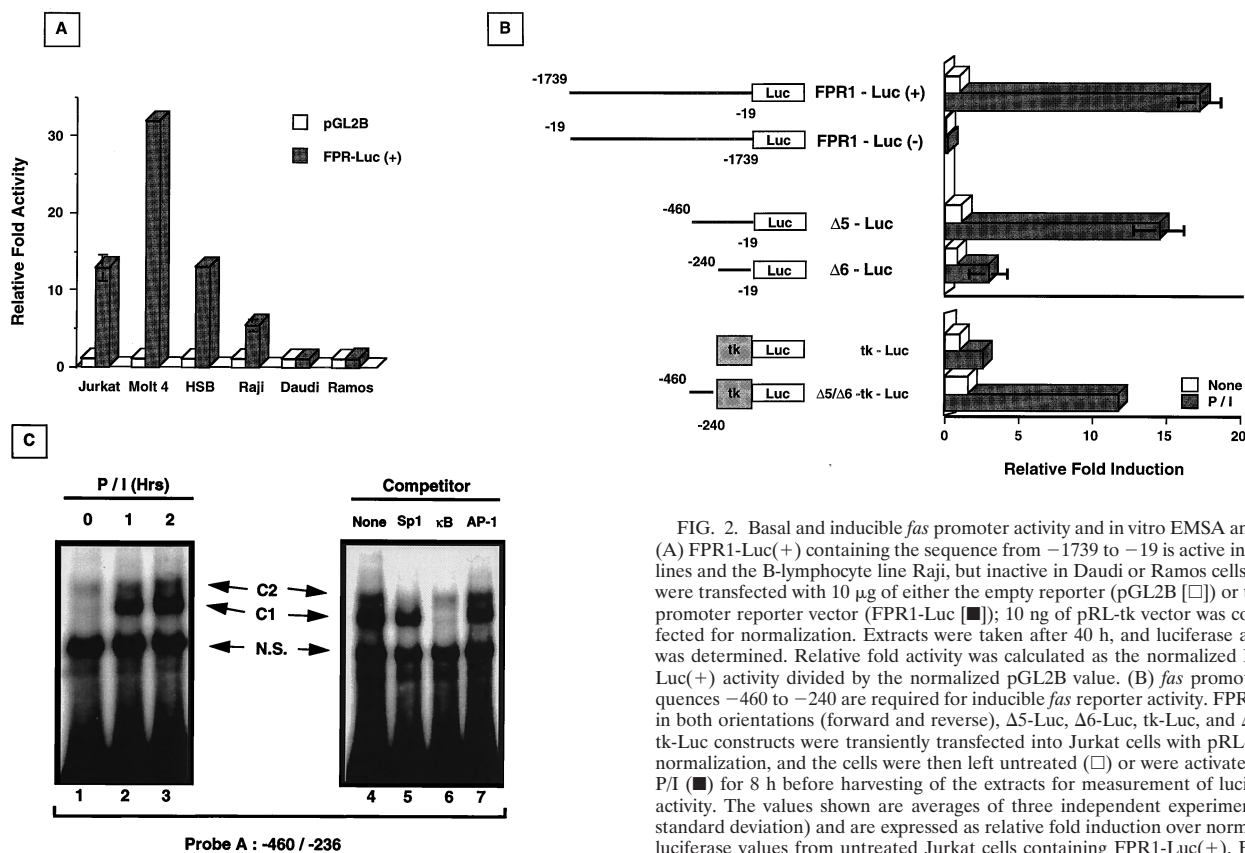 A
Relative Fold Activity
30
20
10
0
pGL2B
FPR-Luc (+)
Jurkat Molt 4 HSB Raji Daudi Ramos
B
-1739
Luc
FPR1 - Luc (+)
-19
-19
Luc
FPR1 - Luc (-)
-1739
-460
Luc
Δ5 - Luc
-19
-240
Luc
Δ6 - Luc
-19
tk Luc
tk - Luc
-460
tk Luc
Δ5/Δ6 -tk - Luc
-240
None
P / I
0 5 10 15 20
Relative Fold Induction
C
P / I (Hrs)
0 1 2
Competitor
None Sp1 κB AP-1
C2
C1
N.S.
1 2 3
4 5 6 7
Probe A : -460 / -236
FIG. 2. Basal and inducible fas promoter activity and in vitro EMSA an
(A) FPR1-Luc(+) containing the sequence from −1739 to −19 is active in
lines and the B-lymphocyte line Raji, but inactive in Daudi or Ramos cells
were transfected with 10 μg of either the empty reporter (pGL2B [□]) or t
promoter reporter vector (FPR1-Luc [■]); 10 ng of pRL-tk vector was co
fected for normalization. Extracts were taken after 40 h, and luciferase a
was determined. Relative fold activity was calculated as the normalized
Luc(+) activity divided by the normalized pGL2B value. (B) fas promot
quences −460 to −240 are required for inducible fas reporter activity. FPR
in both orientations (forward and reverse), Δ5-Luc, Δ6-Luc, tk-Luc, and
tk-Luc constructs were transiently transfected into Jurkat cells with pRL-
normalization, and the cells were then left untreated (□) or were activate
P/I (■) for 8 h before harvesting of the extracts for measurement of luci
activity. The values shown are averages of three independent experimen
standard deviation) and are expressed as relative fold induction over norm
luciferase values from untreated Jurkat cells containing FPR1-Luc(+).